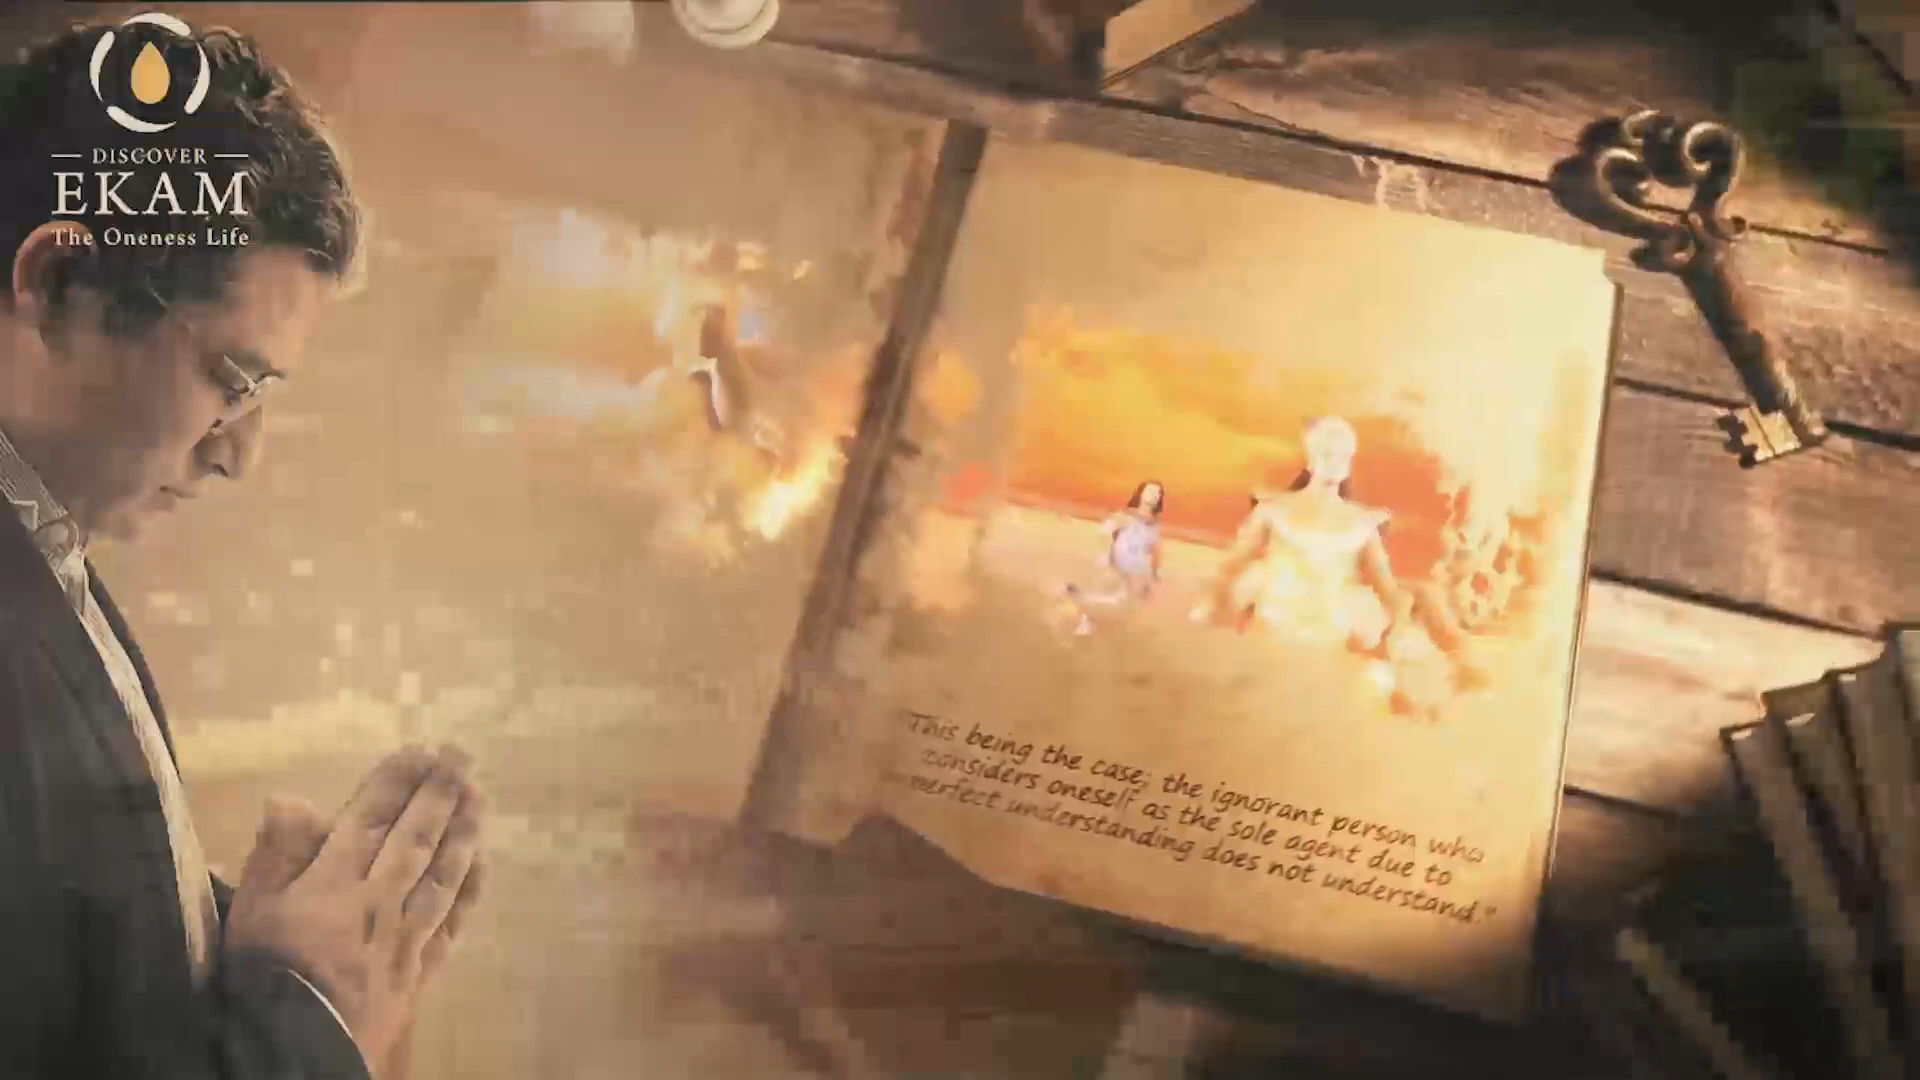 DISCOVER
EKAM
The Oneness Life
This being the case, the ignorant person who
considers oneself as the sole agent due to
understanding does not understand."